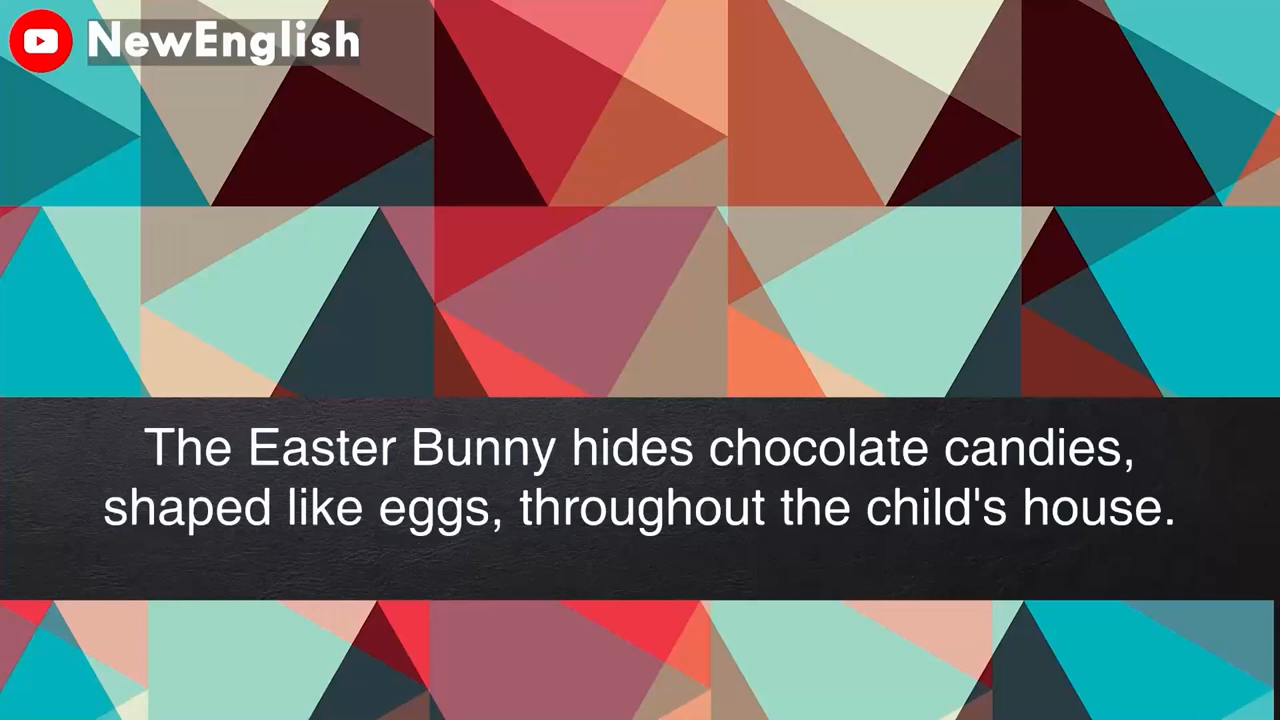 NewEnglish
The Easter Bunny hides chocolate candies,
shaped like eggs, throughout the child's house.